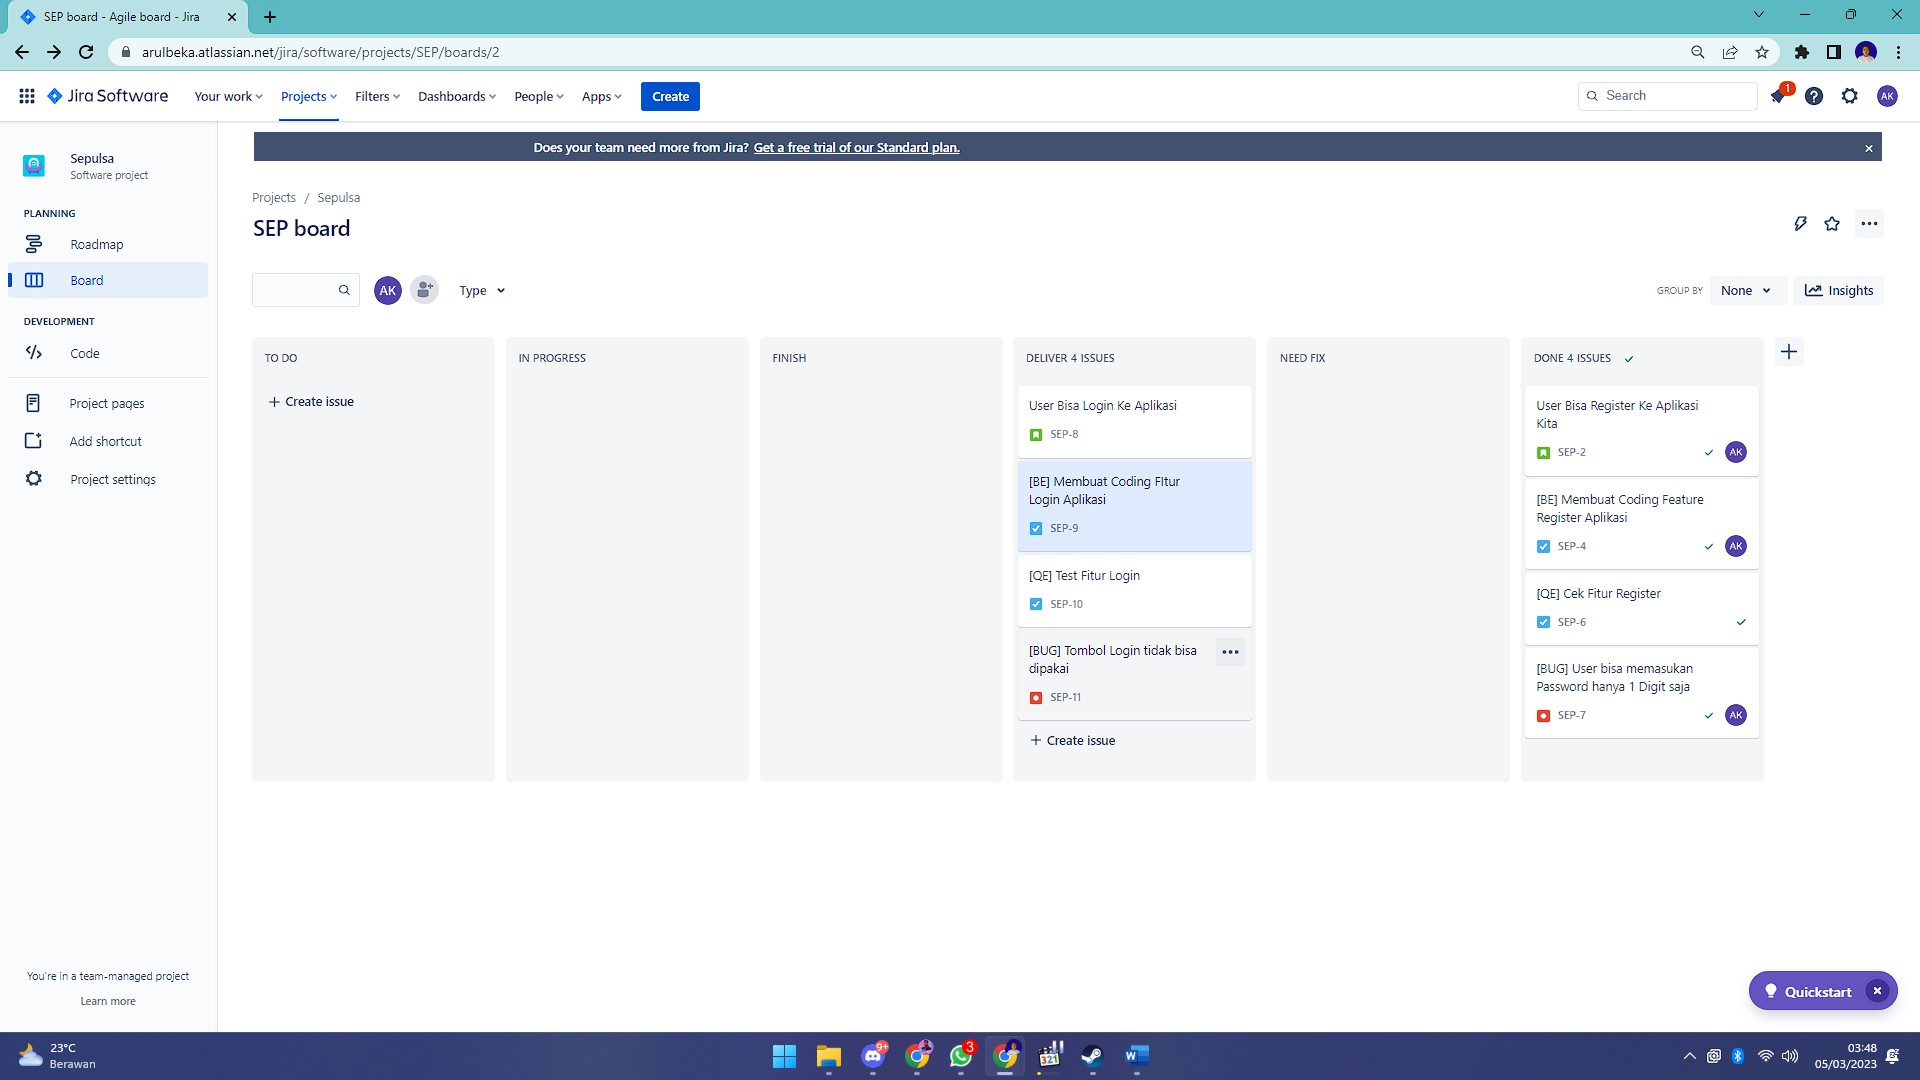 SEP board - Agile board - Jira
arulbeka.atlassian.net/jira/software/projects/SEP/boards/2
Jira Software
Your work
Projects
Filters
Dashboards
People
Apps
Create
Search
1
AK
Sepulsa
Software project
PLANNING
Roadmap
Board
DEVELOPMENT
Code
Project pages
Add shortcut
Project settings
You're in a team-managed project
Learn more
Does your team need more from Jira? Get a free trial of our Standard plan.
Projects / Sepulsa
SEP board
AK
Type
GROUP BY
None
Insights
TO DO
Create issue
IN PROGRESS
FINISH
DELIVER 4 ISSUES
User Bisa Login Ke Aplikasi
SEP-8
[BE] Membuat Coding FItur
Login Aplikasi
SEP-9
[QE] Test Fitur Login
SEP-10
[BUG] Tombol Login tidak bisa
dipakai
SEP-11
Create issue
NEED FIX
DONE 4 ISSUES
User Bisa Register Ke Aplikasi
Kita
SEP-2
AK
[BE] Membuat Coding Feature
Register Aplikasi
SEP-4
AK
[QE] Cek Fitur Register
SEP-6
[BUG] User bisa memasukan
Password hanya 1 Digit saja
SEP-7
AK
Quickstart
23°C
Berawan
9+
3
321
03:48
05/03/2023